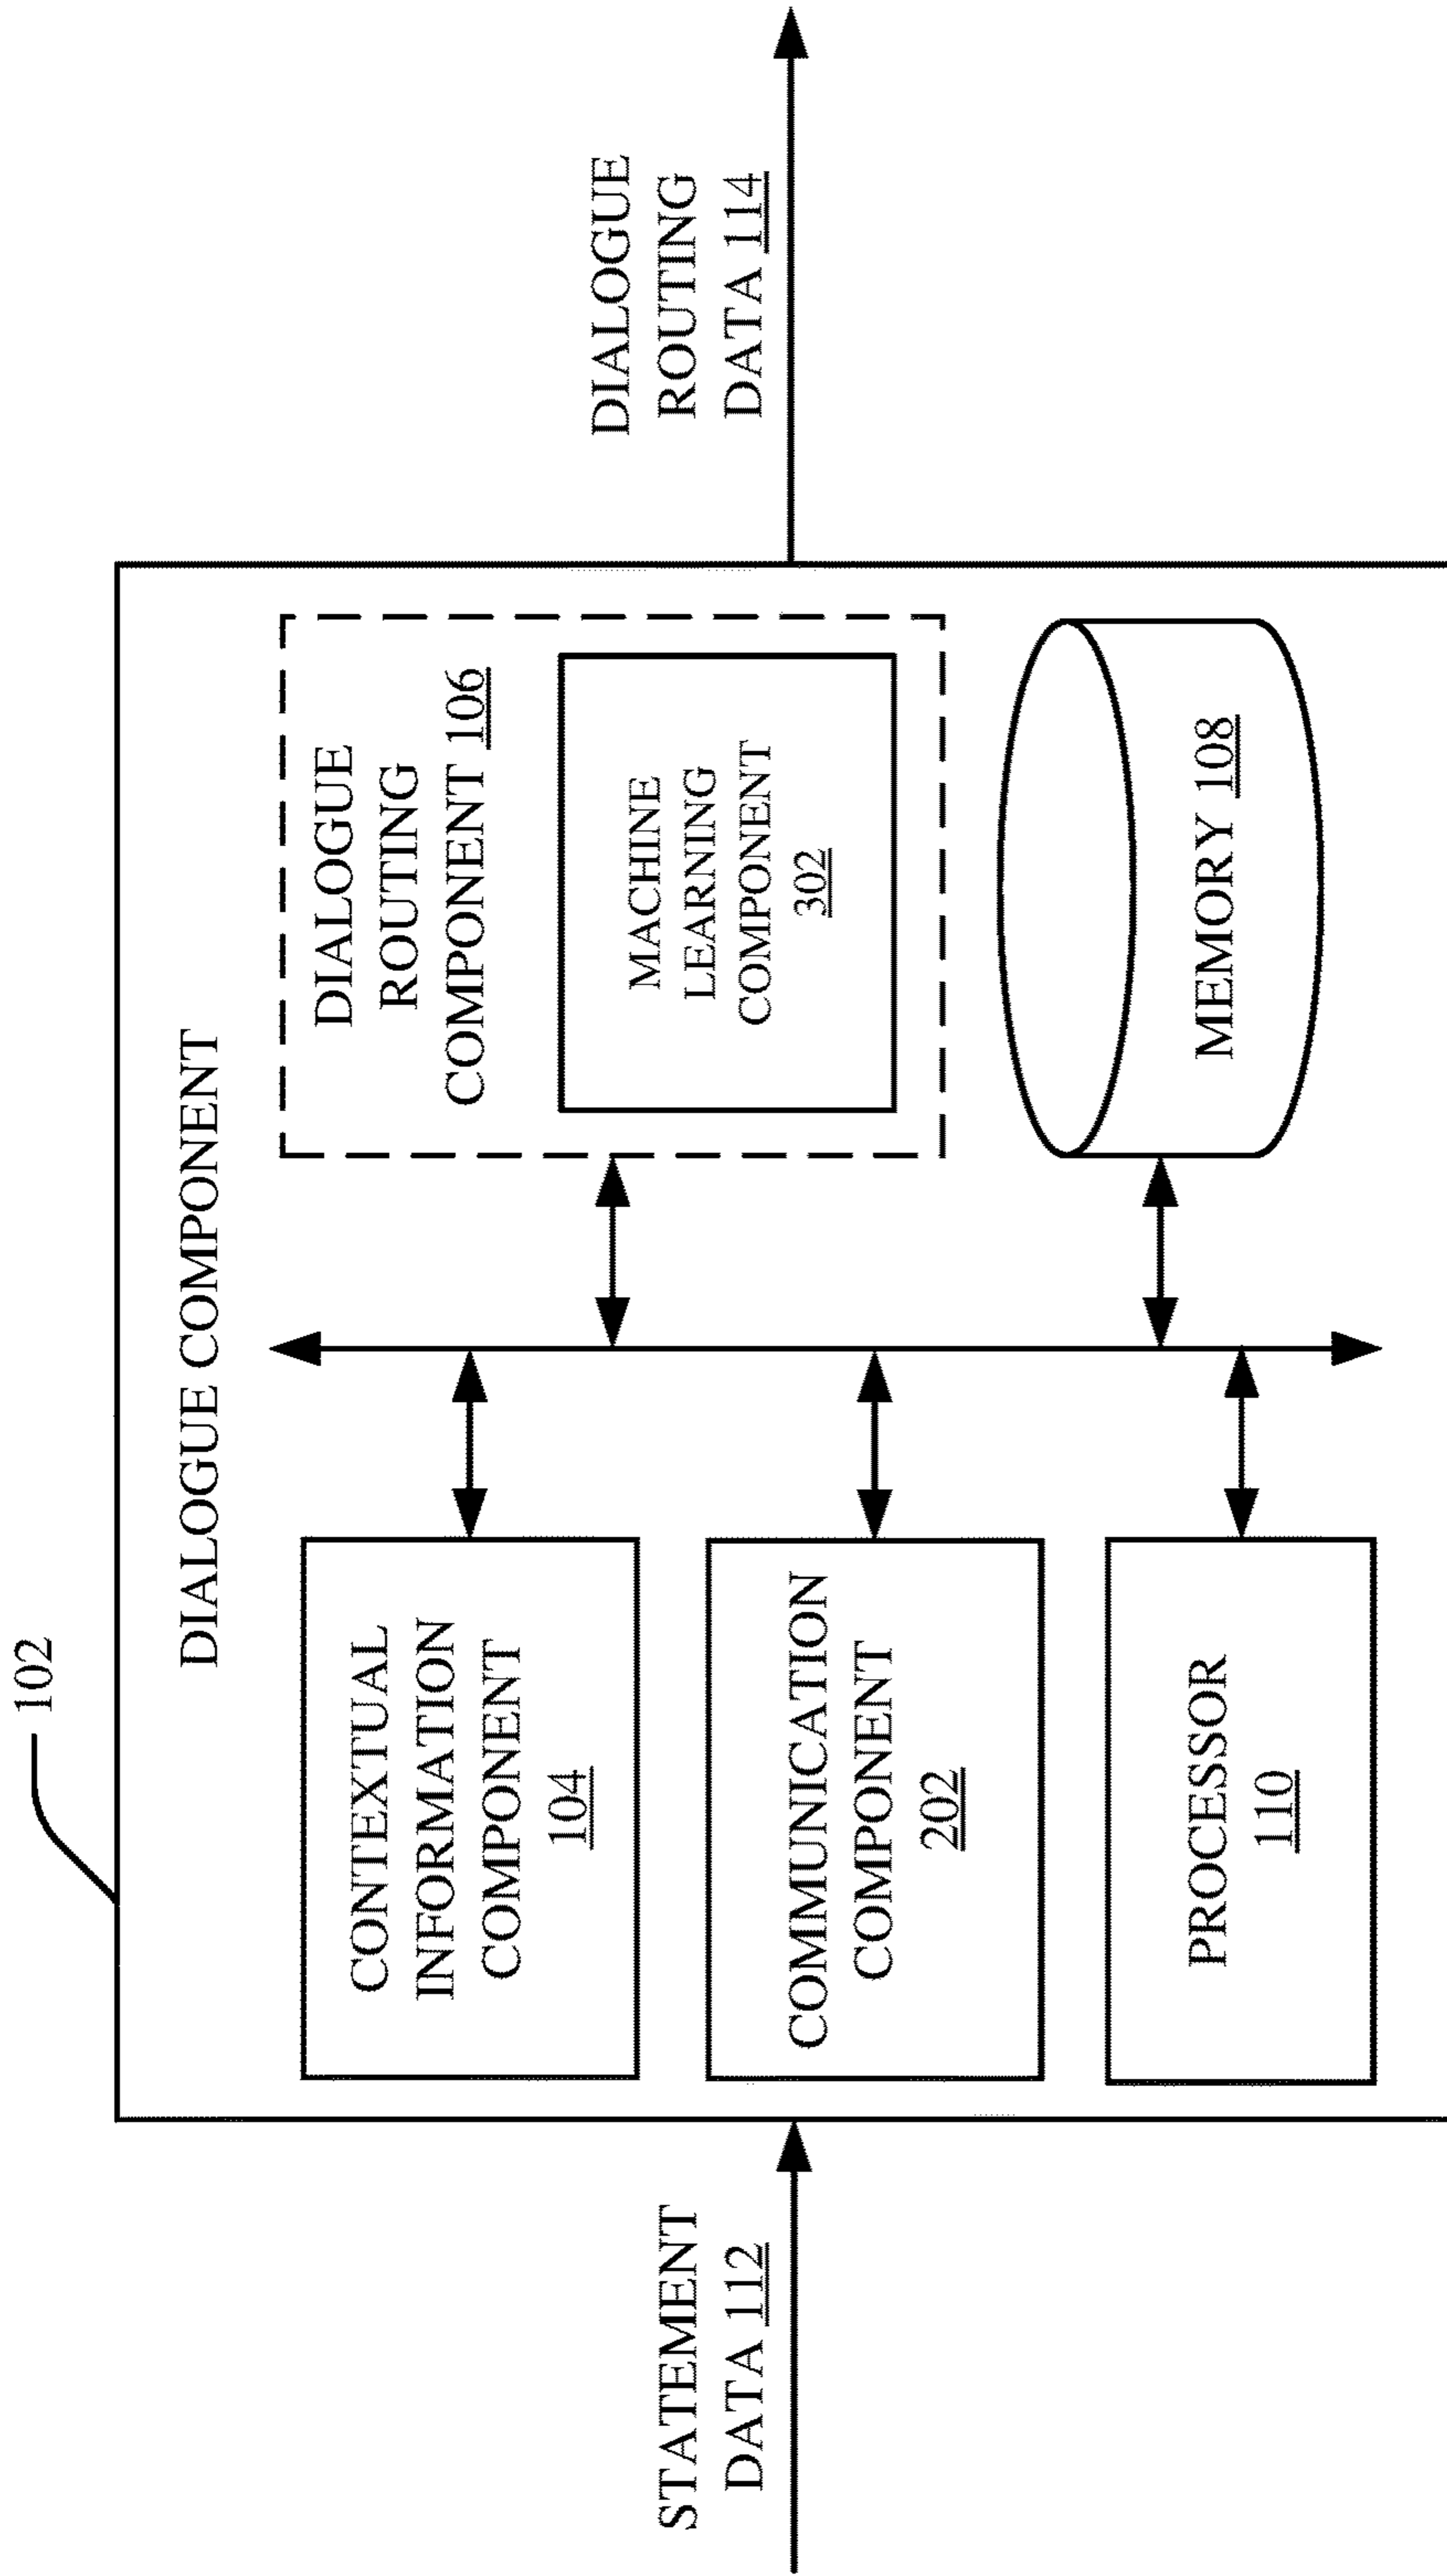 102
DIALOGUE COMPONENT
STATEMENT
DATA 112
CONTEXTUAL
INFORMATION
COMPONENT
104
COMMUNICATION
COMPONENT
202
PROCESSOR
110
DIALOGUE
ROUTING
COMPONENT 106
MACHINE
LEARNING
COMPONENT
302
MEMORY 108
DIALOGUE
ROUTING
DATA 114